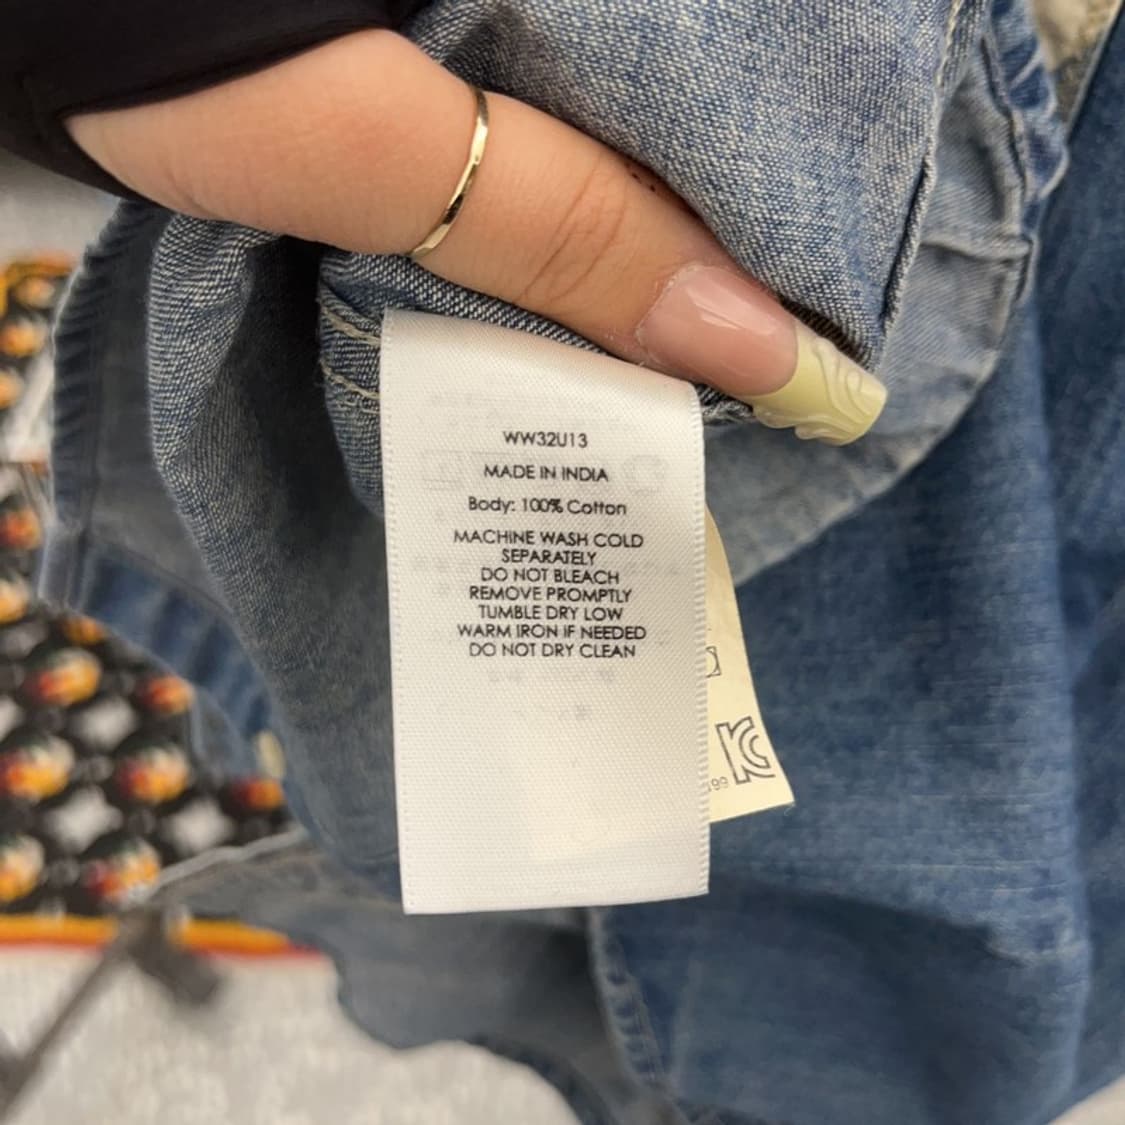 WW32U13
MADE IN INDIA
Body: 100% Cotton
MACHINE WASH COLD
SEPARATELY
DO NOT BLEACH
REMOVE PROMPTLY
TUMBLE DRY LOW
WARM IRON IF NEEDED
DO NOT DRY CLEAN
199